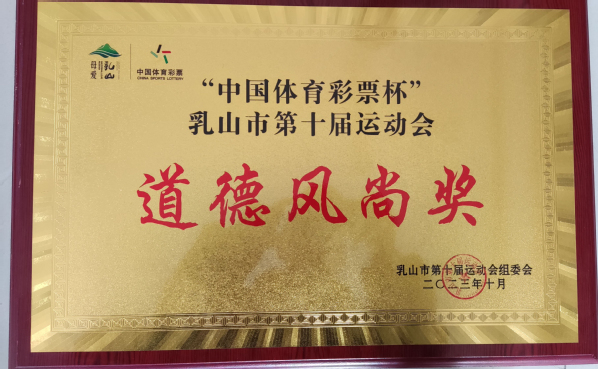 母爱
乳山
中国体育彩票
CHINA SPORTS LOTTERY
“中国体育彩票杯”
乳山市第十届运动会
道德风尚奖
乳山市第十届运动会组委会
二〇二三年十月